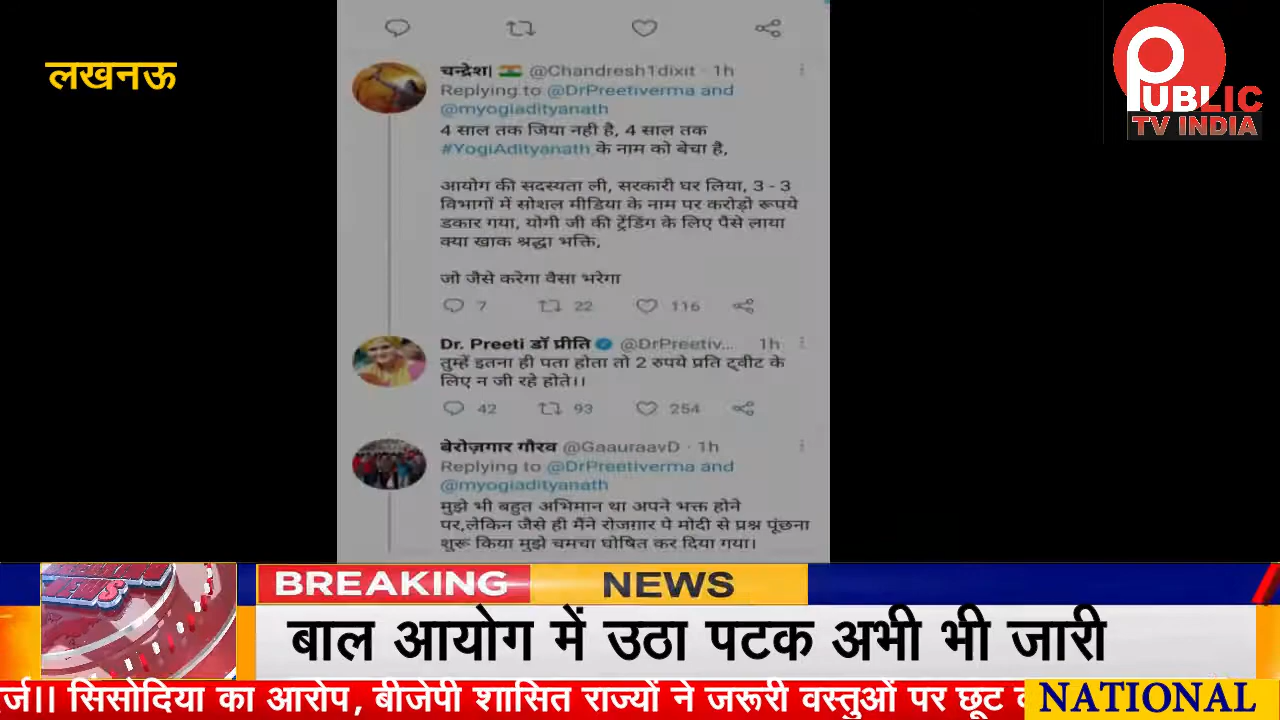 लखनऊ
PUBLIC
TV INDIA
चन्द्रेश| 🇮🇳 @Chandresh1dixit · 1h
Replying to @DrPreetiverma and
@myogiadityanath
4 साल तक जिया नही है, 4 साल तक
#YogiAdityanath के नाम को बेचा है,
आयोग की सदस्यता ली, सरकारी घर लिया, 3 - 3
विभागों में सोशल मीडिया के नाम पर करोड़ो रूपये
डकार गया, योगी जी की ट्रेंडिंग के लिए पैसे लाया
क्या खाक श्रद्धा भक्ति,
जो जैसे करेगा वैसा भरेगा
7 22 116
Dr. Preeti डॉ प्रीति @DrPreetiv... 1h
तुम्हें इतना ही पता होता तो 2 रुपये प्रति ट्वीट के
लिए न जी रहे होते।।
42 93 254
बेरोज़गार गौरव @GaauraavD · 1h
Replying to @DrPreetiverma and
@myogiadityanath
मुझे भी बहुत अभिमान था अपने भक्त होने
पर,लेकिन जैसे ही मैंने रोजग़ार पे मोदी से प्रश्न पूंछना
शुरू किया मुझे चमचा घोषित कर दिया गया।
BREAKING NEWS
बाल आयोग में उठा पटक अभी भी जारी
र्ज।। सिसोदिया का आरोप, बीजेपी शासित राज्यों ने जरूरी वस्तुओं पर छूट
NATIONAL